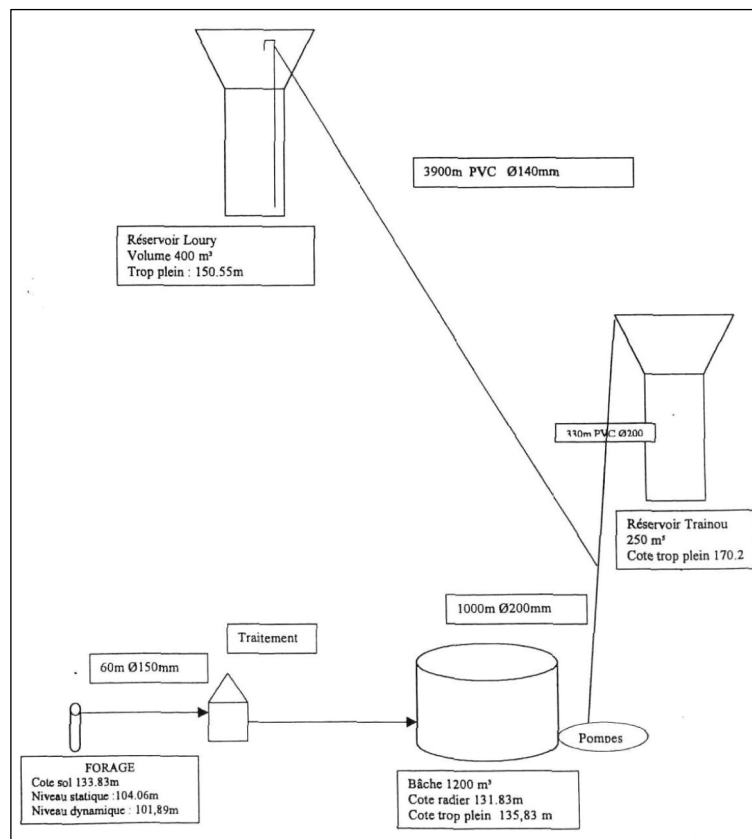 3900m PVC Ø140mm
Réservoir Loury
Volume 400 m³
Trop plein : 150.55m
330m PVC Ø200
Réservoir Trainou
250 m³
Cote trop plein 170.2
1000m Ø200mm
Traitement
60m Ø150mm
Pompes
FORAGE
Cote sol 133.83m
Niveau statique :104.06m
Niveau dynamique : 101,89m
Bâche 1200 m³
Cote radier 131.83m
Cote trop plein 135,83 m